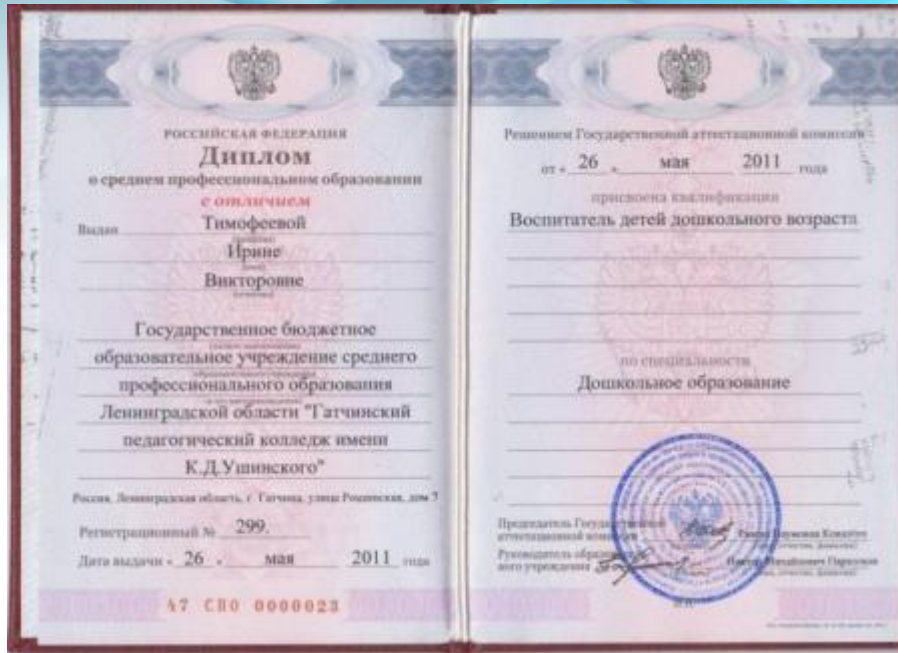 РОССИЙСКАЯ ФЕДЕРАЦИЯ
Диплом
о среднем профессиональном образовании
с отличием
Выдан Тимофеевой
Ирине
Викторовне
Государственное бюджетное
образовательное учреждение среднего
профессионального образования
Ленинградской области "Гатчинский
педагогический колледж имени
К.Д.Ушинского"
Россия, Ленинградская область, г. Гатчина, улица Рощинская, дом 7
Регистрационный № 299.
Дата выдачи « 26 » мая 2011 года
47 СПО 0000023
Решением Государственной аттестационной комиссии
от « 26 » мая 2011 года
присвоена квалификация
Воспитатель детей дошкольного возраста
по специальности
Дошкольное образование
Председатель Государственной
аттестационной комиссии
Руководитель образовательного
учреждения